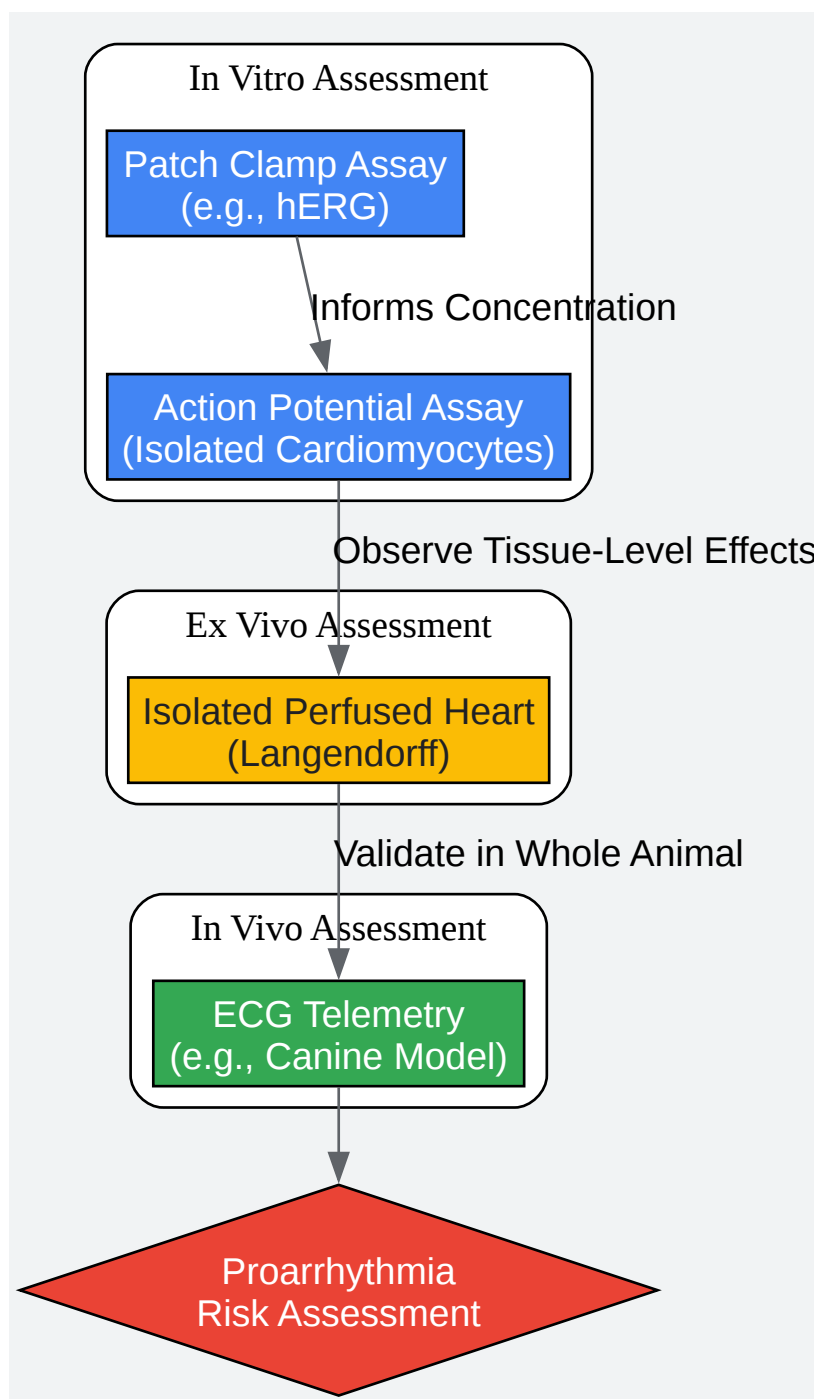 In Vitro Assessment
Patch Clamp Assay
(e.g., hERG)
Informs Concentration
Action Potential Assay
(Isolated Cardiomyocytes)
Observe Tissue-Level Effects
Ex Vivo Assessment
Isolated Perfused Heart
(Langendorff)
Validate in Whole Animal
In Vivo Assessment
ECG Telemetry
(e.g., Canine Model)
Proarrhythmia
Risk Assessment